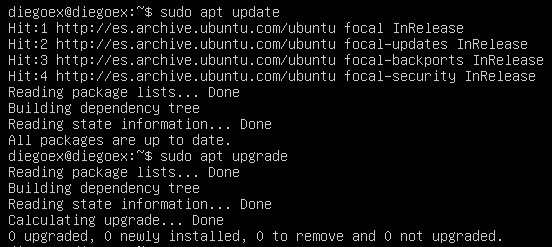 diegoex@diegoex:~$ sudo apt update
Hit:1 http://es.archive.ubuntu.com/ubuntu focal InRelease
Hit:2 http://es.archive.ubuntu.com/ubuntu focal-updates InRelease
Hit:3 http://es.archive.ubuntu.com/ubuntu focal-backports InRelease
Hit:4 http://es.archive.ubuntu.com/ubuntu focal-security InRelease
Reading package lists... Done
Building dependency tree
Reading state information... Done
All packages are up to date.
diegoex@diegoex:~$ sudo apt upgrade
Reading package lists... Done
Building dependency tree
Reading state information... Done
Calculating upgrade... Done
0 upgraded, 0 newly installed, 0 to remove and 0 not upgraded.